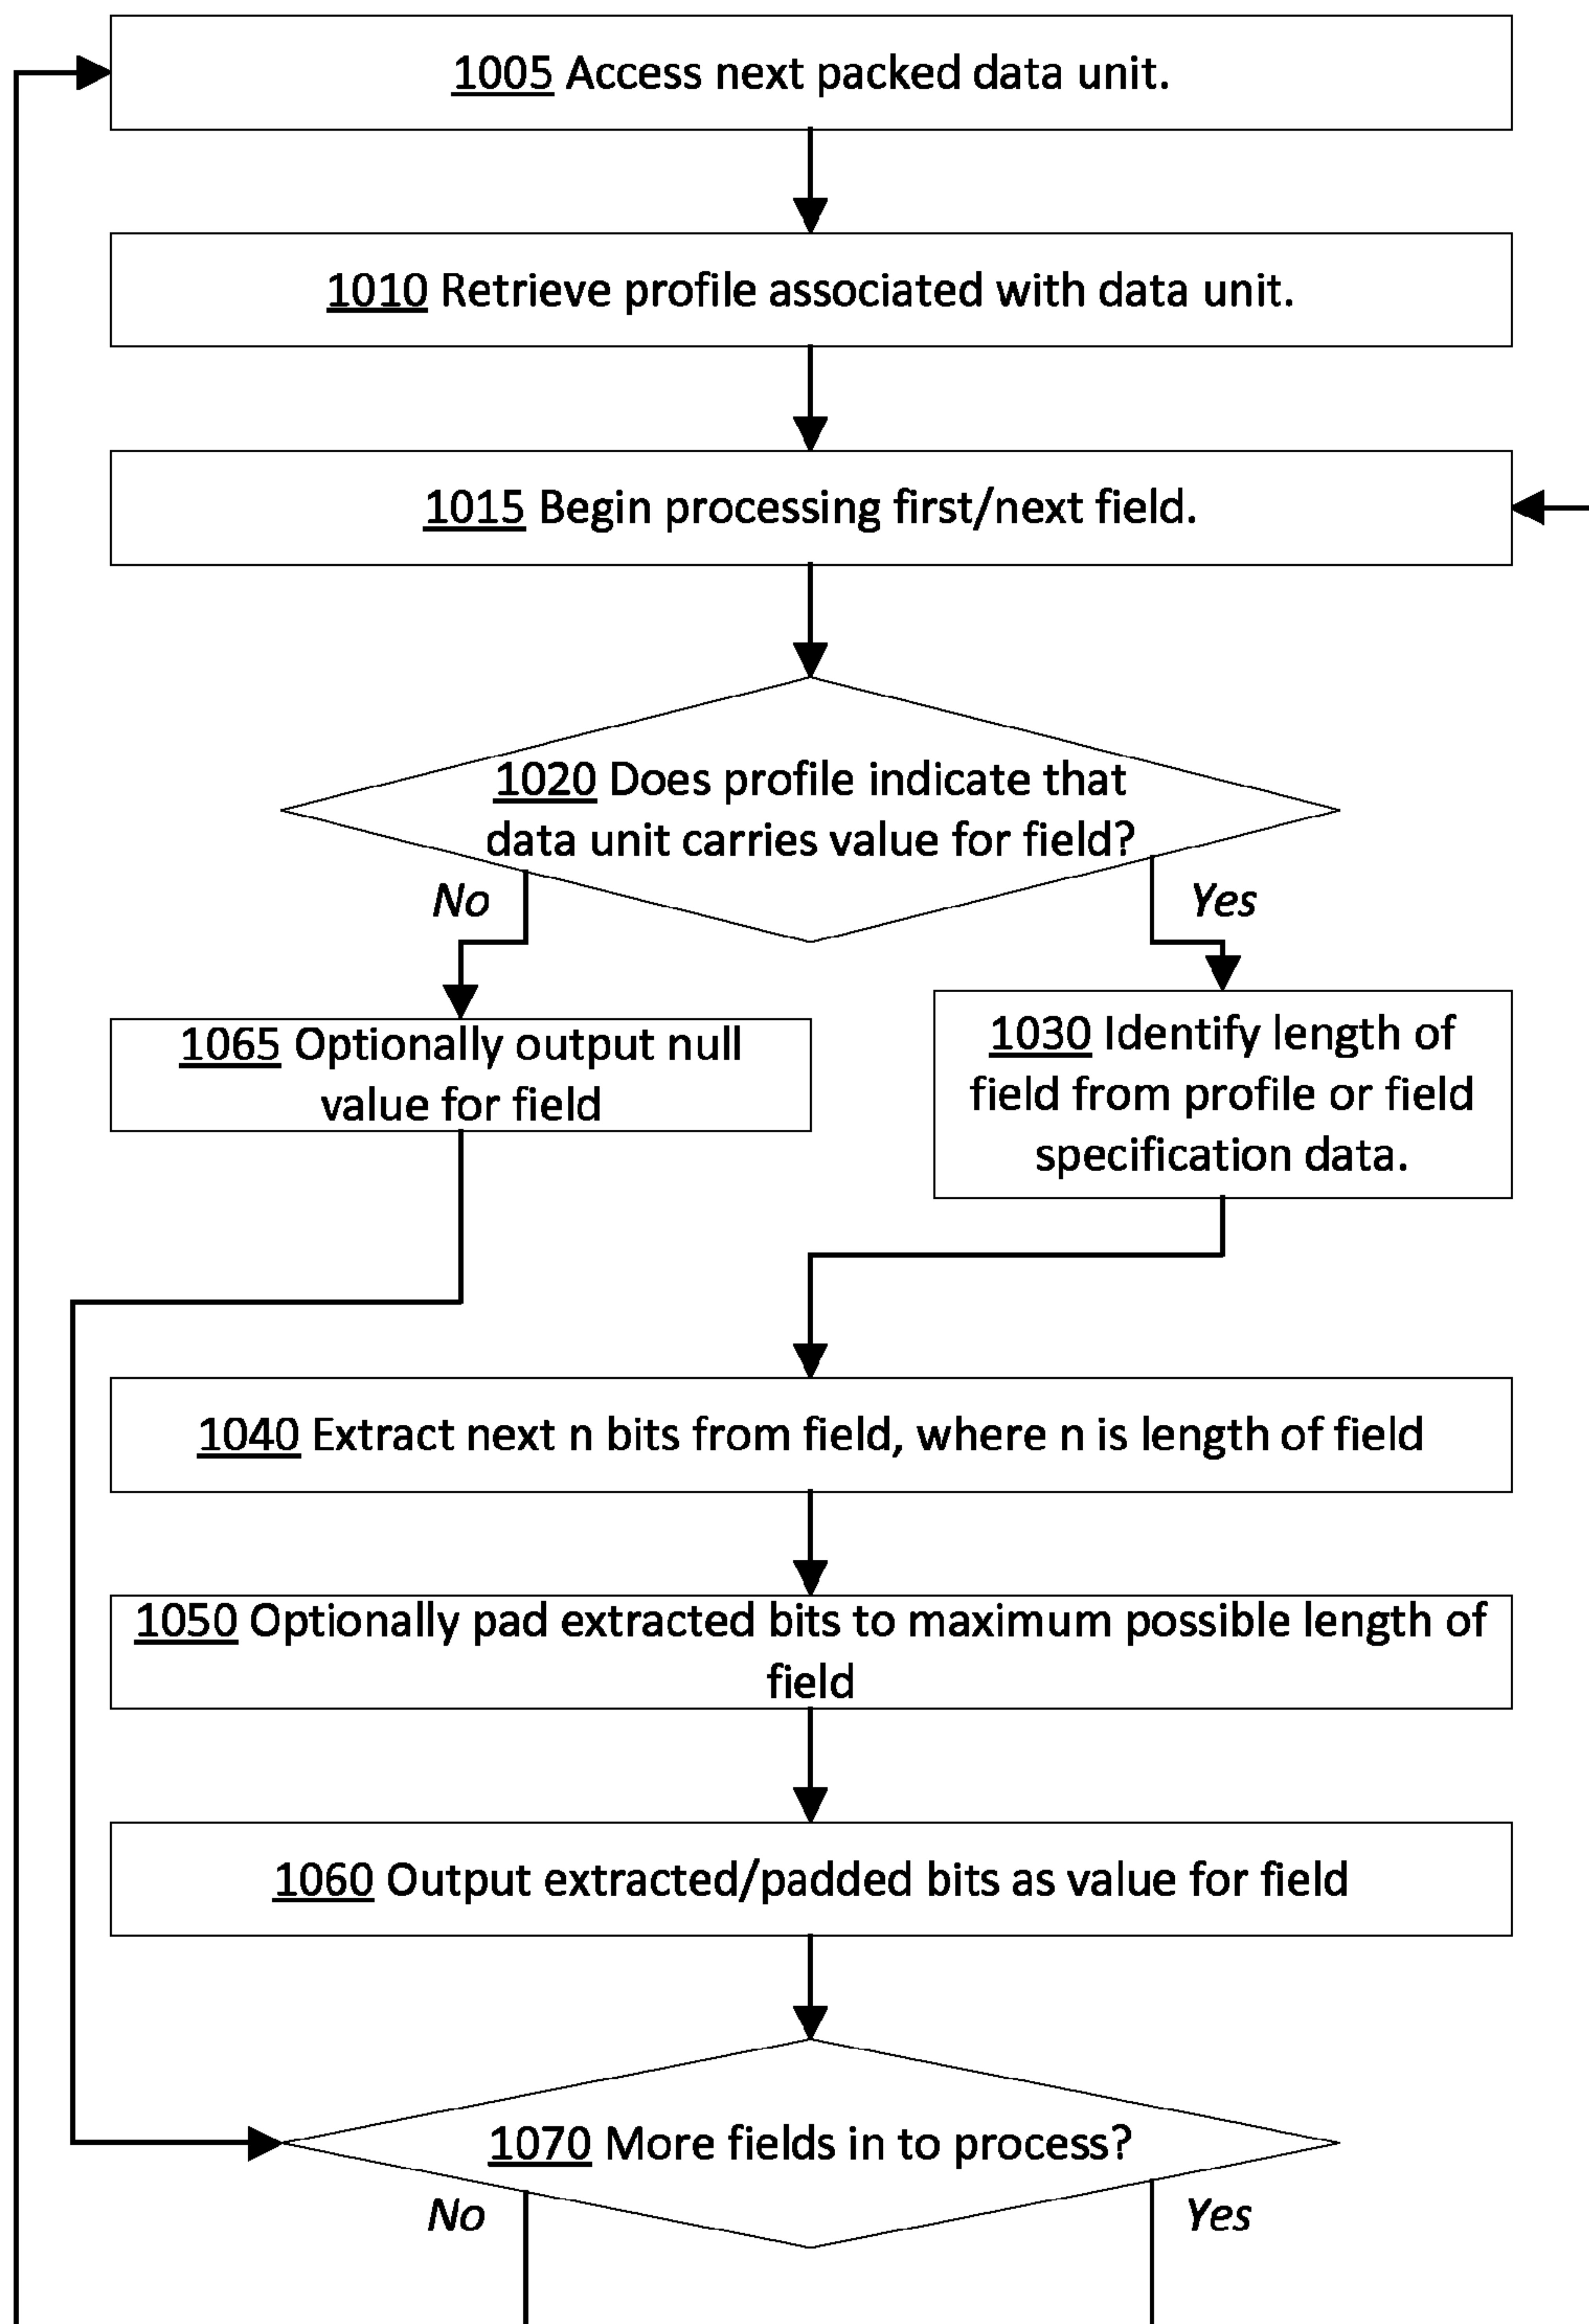 1005 Access next packed data unit.
1010 Retrieve profile associated with data unit.
1015 Begin processing first/next field.
1020 Does profile indicate that
data unit carries value for field?
No
Yes
1065 Optionally output null
value for field
1030 Identify length of
field from profile or field
specification data.
1040 Extract next n bits from field, where n is length of field
1050 Optionally pad extracted bits to maximum possible length of
field
1060 Output extracted/padded bits as value for field
1070 More fields in to process?
No
Yes